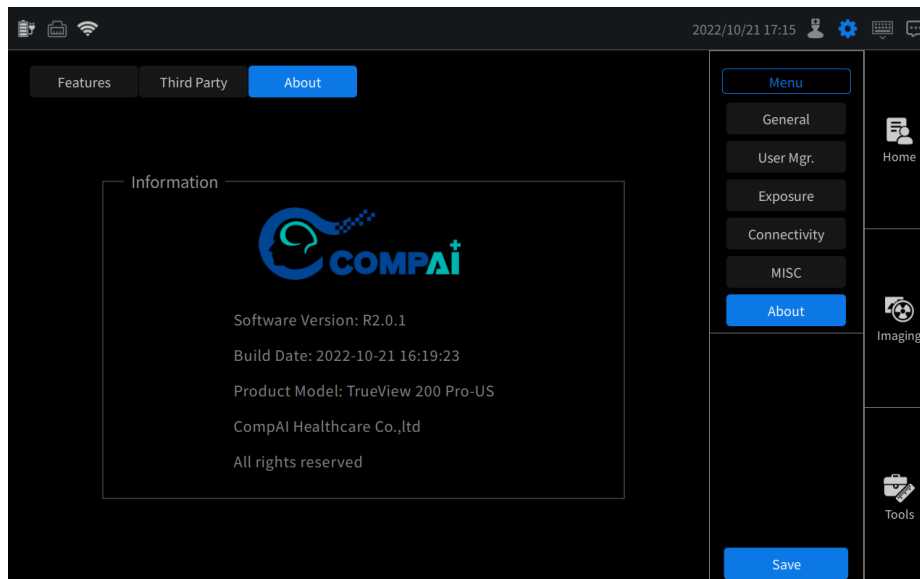 2022/10/21 17:15
Features Third Party About
Information
COMPAI
Software Version: R2.0.1
Build Date: 2022-10-21 16:19:23
Product Model: TrueView 200 Pro-US
CompAI Healthcare Co.,ltd
All rights reserved
Menu
General
User Mgr.
Exposure
Connectivity
MISC
About
Save
Home
Imaging
Tools